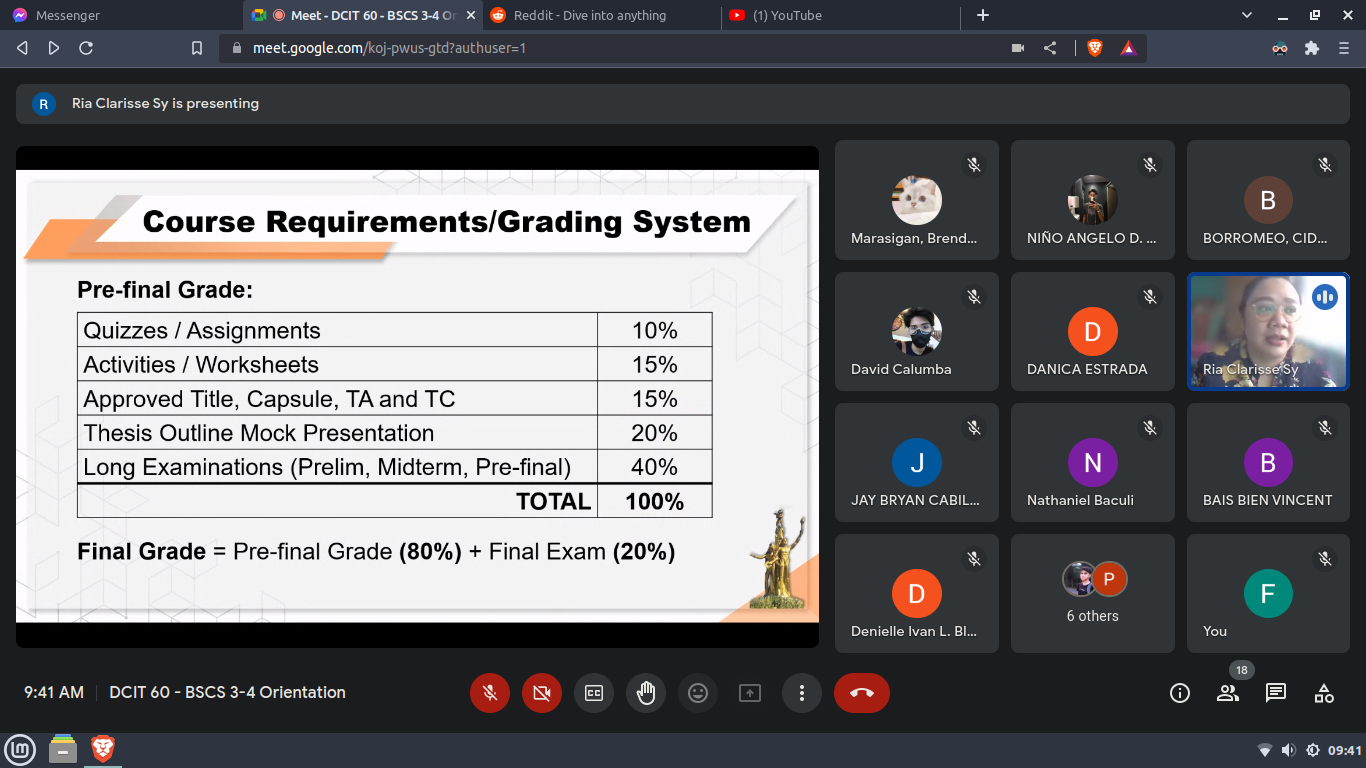 Messenger
Meet - DCIT 60 - BSCS 3-4 Or
Reddit - Dive into anything
(1) YouTube
meet.google.com/koj-pwus-gtd?authuser=1
R
Ria Clarisse Sy is presenting
Course Requirements/Grading System
Pre-final Grade:
Quizzes / Assignments 10%
Activities / Worksheets 15%
Approved Title, Capsule, TA and TC 15%
Thesis Outline Mock Presentation 20%
Long Examinations (Prelim, Midterm, Pre-final) 40%
TOTAL 100%
Final Grade = Pre-final Grade (80%) + Final Exam (20%)
Marasigan, Brend...
NIÑO ANGELO D. ...
B
BORROMEO, CID...
David Calumba
D
DANICA ESTRADA
Ria Clarisse Sy
J
JAY BRYAN CABIL...
N
Nathaniel Baculi
B
BAIS BIEN VINCENT
D
Denielle Ivan L. Bl...
P
6 others
F
You
9:41 AM
DCIT 60 - BSCS 3-4 Orientation
CC
18
09:41